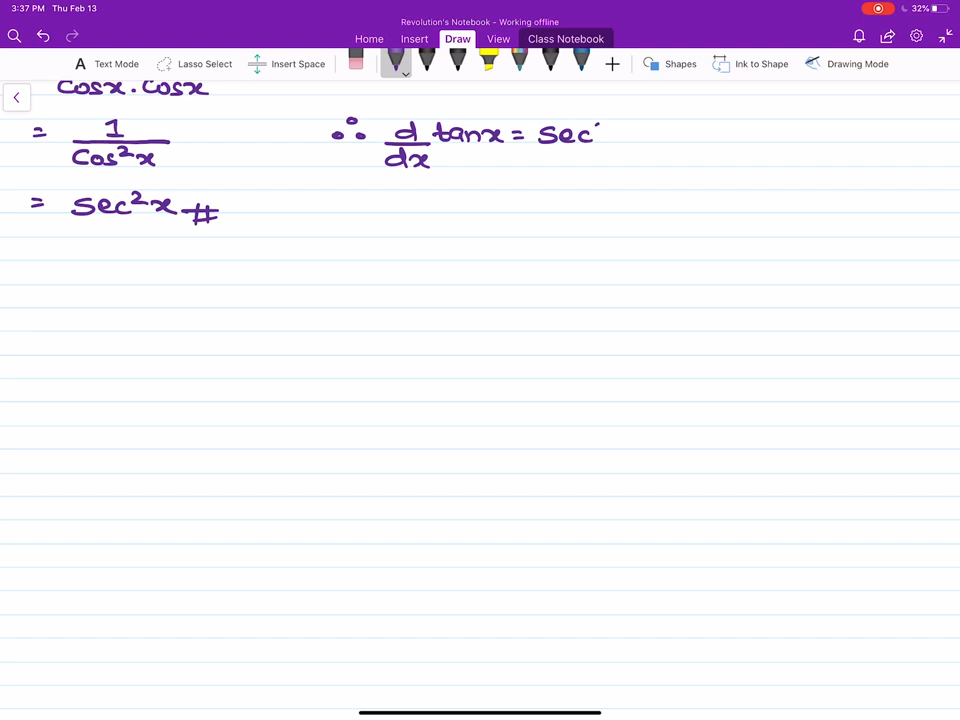 3:37 PM Thu Feb 13
32%
Revolution's Notebook - Working offline
Home Insert Draw View Class Notebook
A Text Mode Lasso Select Insert Space Shapes Ink to Shape Drawing Mode
Cosx . Cosx
= 1 / Cos²x
∴ d/dx tanx = sec
= sec²x #